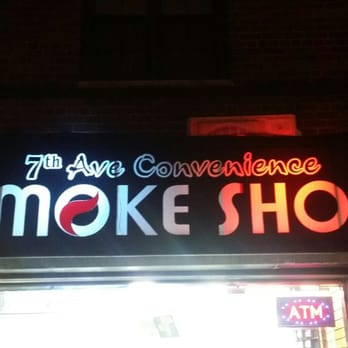 7th Ave Convenience
MOKE SHO
ATM